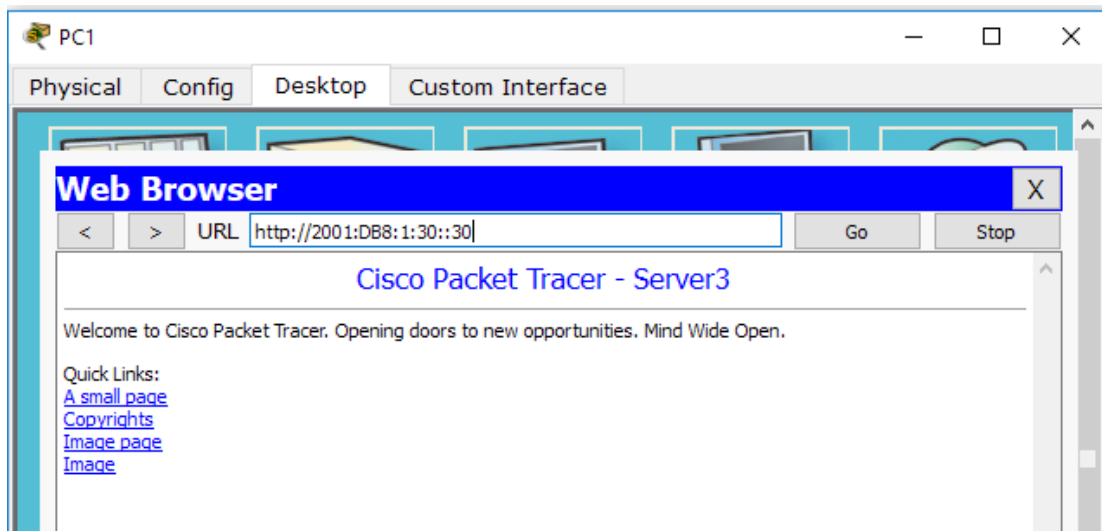 PC1
Physical Config Desktop Custom Interface
Web Browser X
< > URL http://2001:DB8:1:30::30 Go Stop
Cisco Packet Tracer - Server3
Welcome to Cisco Packet Tracer. Opening doors to new opportunities. Mind Wide Open.
Quick Links:
A small page
Copyrights
Image page
Image